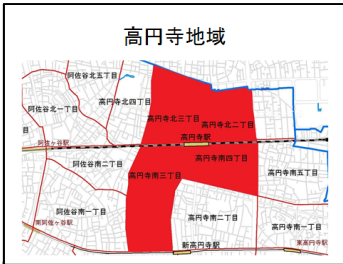 高円寺地域
阿佐谷北五丁目
高円寺北四丁目
阿佐谷北一丁目
高円寺北三丁目
高円寺北二丁目
目
阿佐ヶ谷駅
高円寺駅
阿佐谷南二丁目
高円寺南四丁目
高円寺南三丁目
高円寺南五丁目
阿佐谷南一丁目
南阿佐ヶ谷駅
高円寺南二丁目
高円寺南一丁目
新高円寺駅
東高円寺駅